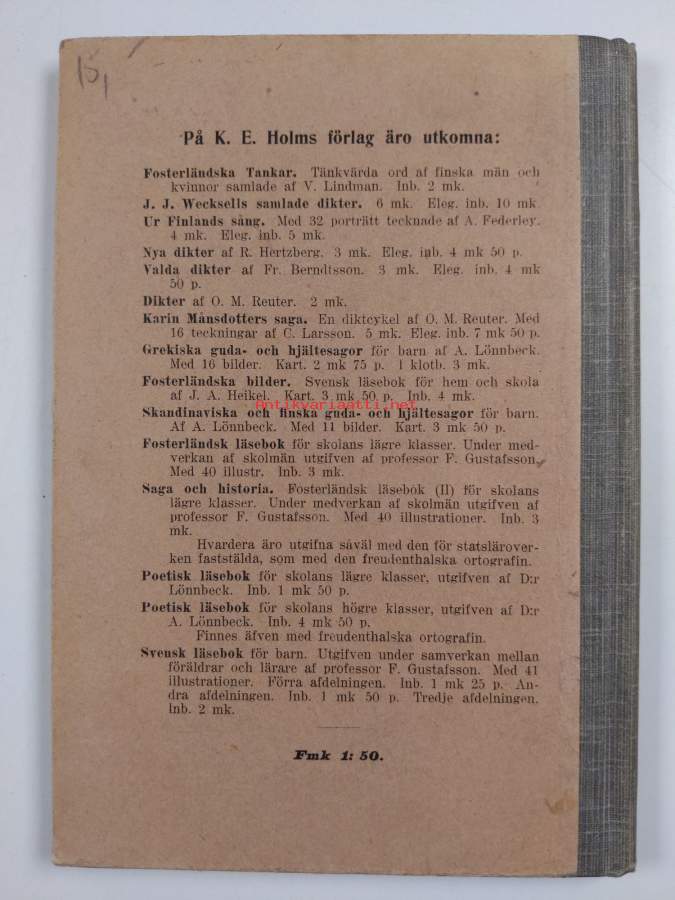 15,
På K. E. Holms förlag äro utkomna:
Fosterländska Tankar. Tänkvärda ord af finska män och
kvinnor samlade af V. Lindman. Inb. 2 mk.
J. J. Wecksells samlade dikter. 6 mk. Eleg. inb. 10 mk
Ur Finlands sång. Med 32 porträtt tecknade af A. Federley.
4 mk. Eleg. inb. 5 mk.
Nya dikter af R. Hertzberg. 3 mk. Eleg. inb. 4 mk 50 p.
Valda dikter af Fr. Berndtsson. 3 mk. Eleg. inb. 4 mk
50 p.
Dikter af O. M. Reuter. 2 mk.
Karin Månsdotters saga. En diktcykel af O. M. Reuter. Med
16 teckningar af C. Larsson. 5 mk. Eleg. inb. 7 mk 50 p.
Grekiska guda- och hjältesagor för barn af A. Lönnbeck.
Med 16 bilder. Kart. 2 mk 75 p. I klotb. 3 mk.
Fosterländska bilder. Svensk läsebok för hem och skola
af J. A. Heikel. Kart. 3 mk 50 p. Inb. 4 mk.
Antikvariaatti.net
Skandinaviska och finska guda- och hjältesagor för barn.
Af A. Lönnbeck. Med 11 bilder. Kart. 3 mk 50 p.
Fosterländsk läsebok för skolans lägre klasser. Under med-
verkan af skolmän utgifven af professor F. Gustafsson.
Med 40 illustr. Inb. 3 mk.
Saga och historia. Fosterländsk läsebok (II) för skolans
lägre klasser. Under medverkan af skolmän utgifven af
professor F. Gustafsson. Med 40 illustrationer. Inb. 3
mk.
Hvardera äro utgifna såväl med den för statslärover-
ken fastställda, som med den freudenthalska ortografin.
Poetisk läsebok för skolans lägre klasser, utgifven af D:r
Lönnbeck. Inb. 1 mk 50 p.
Poetisk läsebok för skolans högre klasser, utgifven af D:r
A. Lönnbeck. Inb. 4 mk 50 p.
Finnes äfven med freudenthalska ortografin.
Svensk läsebok för barn. Utgifven under samverkan mellan
föräldrar och lärare af professor F. Gustafsson. Med 41
illustrationer. Förra afdelningen. Inb. 1 mk 25 p. An-
dra afdelningen. Inb. 1 mk 50 p. Tredje afdelningen.
Inb. 2 mk.
Fmk 1: 50.